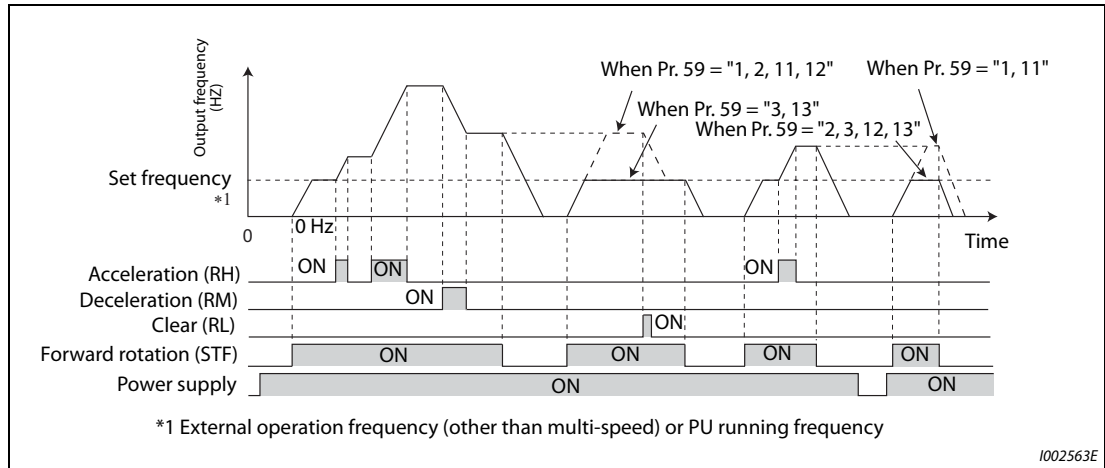 Output frequency
(HZ)
When Pr. 59 = "1, 2, 11, 12"
When Pr. 59 = "1, 11"
When Pr. 59 = "3, 13"
When Pr. 59 = "2, 3, 12, 13"
Set frequency
*1
0 Hz
0
Time
Acceleration (RH)
ON
ON
ON
Deceleration (RM)
ON
Clear (RL)
ON
Forward rotation (STF)
ON
ON
ON
ON
Power supply
ON
ON
*1 External operation frequency (other than multi-speed) or PU running frequency
I002563E